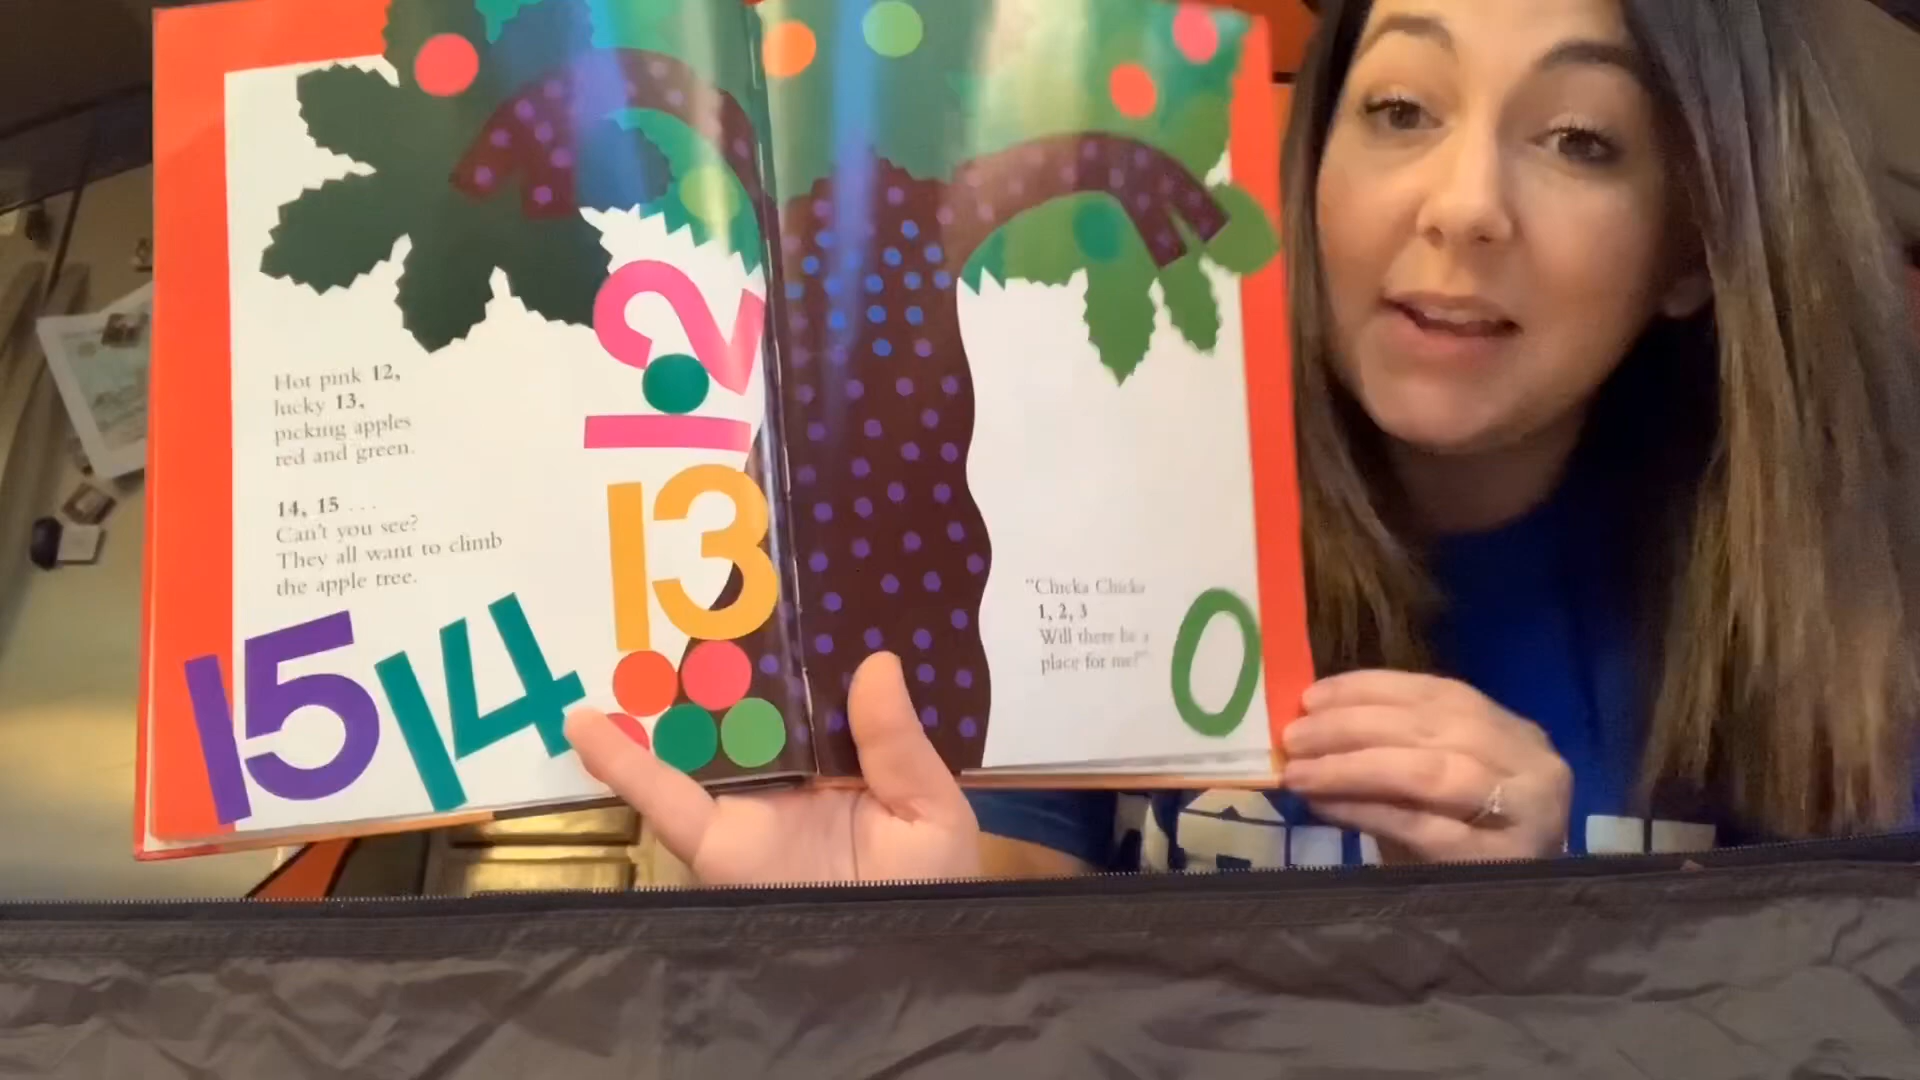 Hot pink 12,
lucky 13,
picking apples
red and green.
14, 15 ...
Can't you see?
They all want to climb
the apple tree.
12
13
15
14
"Chicka Chicka
1, 2, 3
Will there be a
place for me?"
0